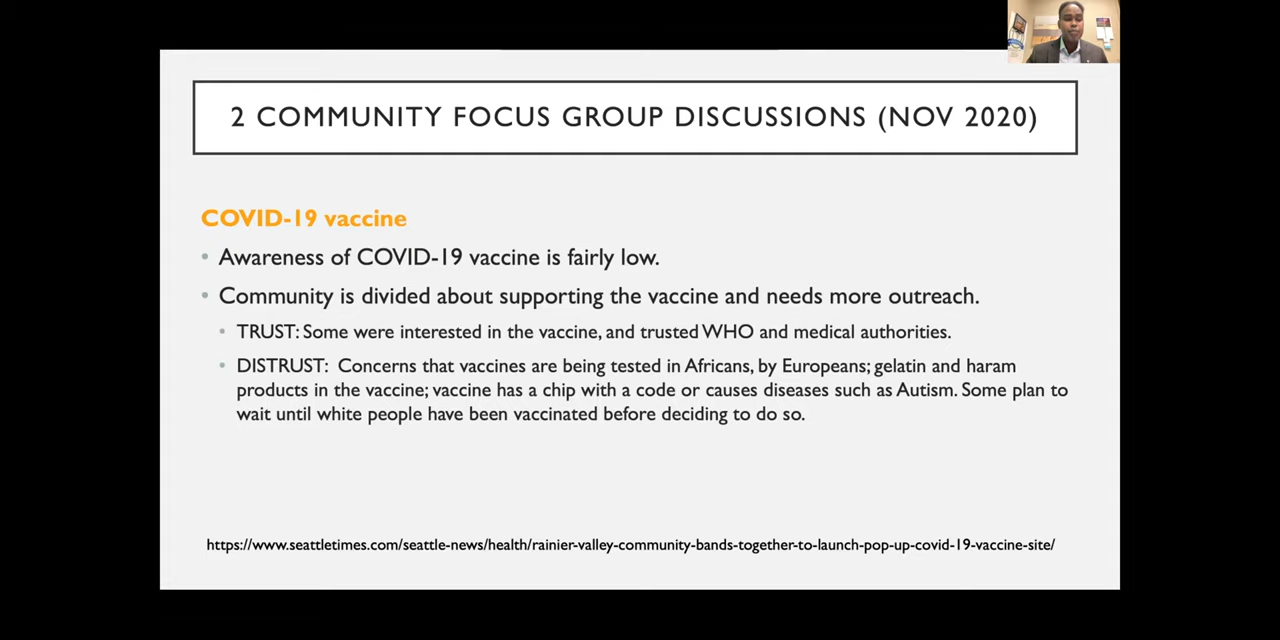 2 COMMUNITY FOCUS GROUP DISCUSSIONS (NOV 2020)
COVID-19 vaccine
• Awareness of COVID-19 vaccine is fairly low.
• Community is divided about supporting the vaccine and needs more outreach.
• TRUST: Some were interested in the vaccine, and trusted WHO and medical authorities.
• DISTRUST: Concerns that vaccines are being tested in Africans, by Europeans; gelatin and haram
products in the vaccine; vaccine has a chip with a code or causes diseases such as Autism. Some plan to
wait until white people have been vaccinated before deciding to do so.
https://www.seattletimes.com/seattle-news/health/rainier-valley-community-bands-together-to-launch-pop-up-covid-19-vaccine-site/